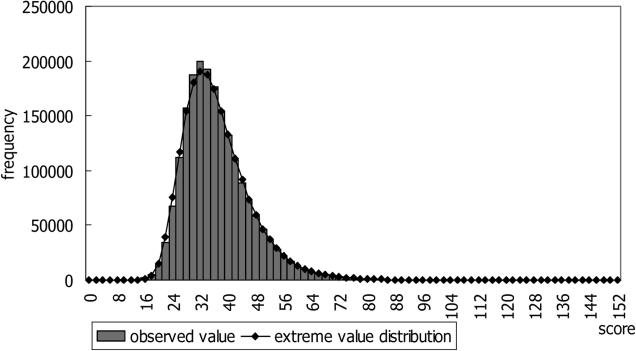 250000
200000
150000
100000
50000
0
frequency
0 8 16 24 32 40 48 56 64 72 80 88 96 104 112 120 128 136 144 152
score
observed value extreme value distribution